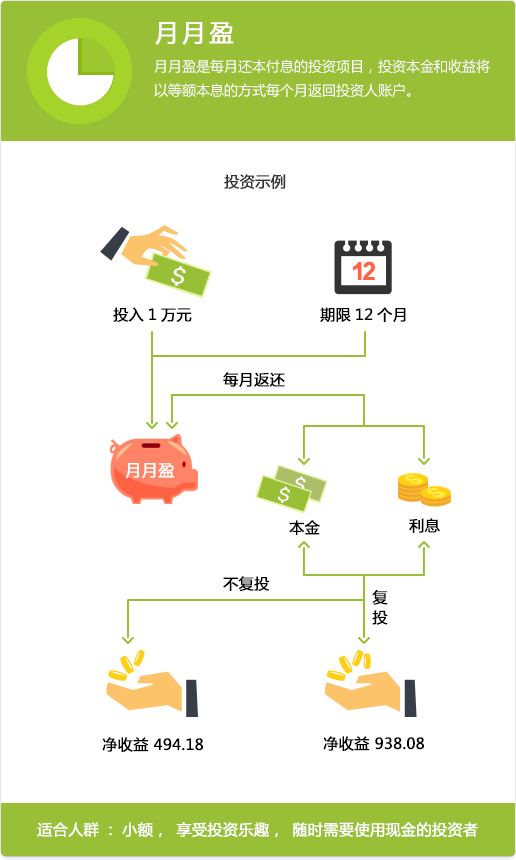 月月盈
月月盈是每月还本付息的投资项目，投资本金和收益将
以等额本息的方式每个月返回投资人账户。
投资示例
$
12
投入 1 万元
期限 12 个月
每月返还
月月盈
$
$
本金
利息
不复投
复
投
净收益 494.18
净收益 938.08
适合人群 ： 小额， 享受投资乐趣， 随时需要使用现金的投资者